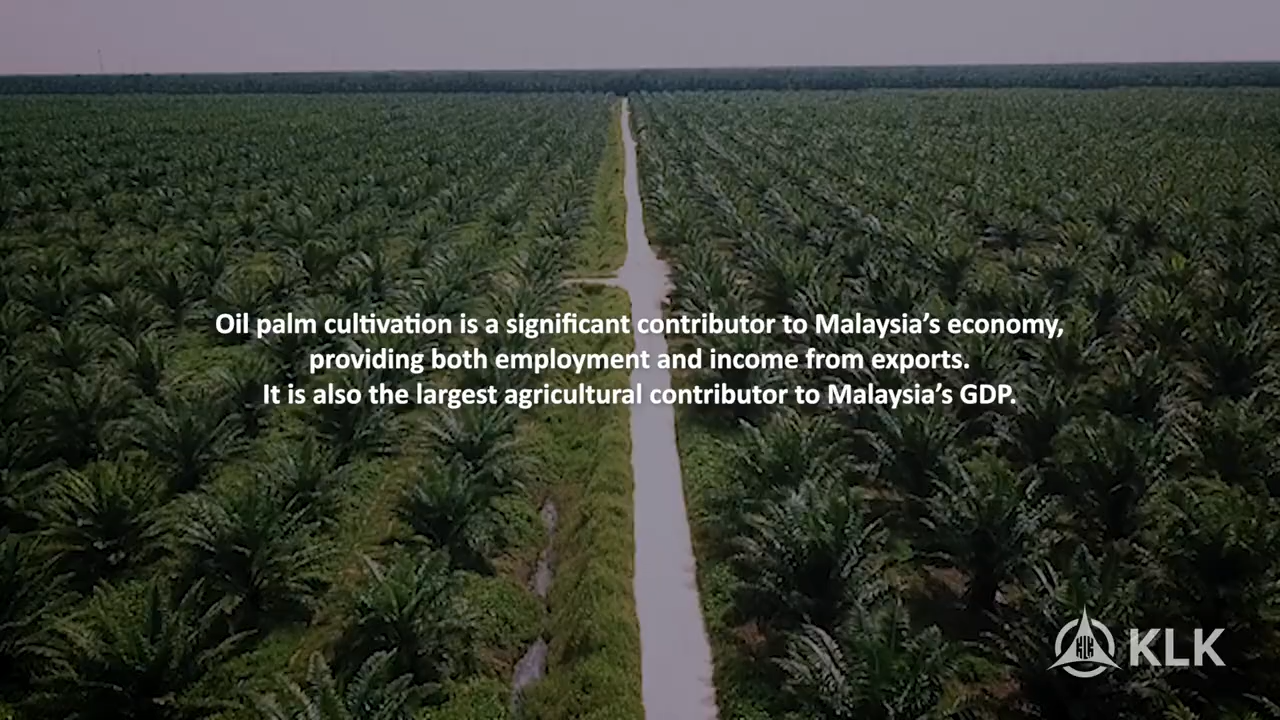 Oil palm cultivation is a significant contributor to Malaysia's economy,
providing both employment and income from exports.
It is also the largest agricultural contributor to Malaysia's GDP.
KLK KLK